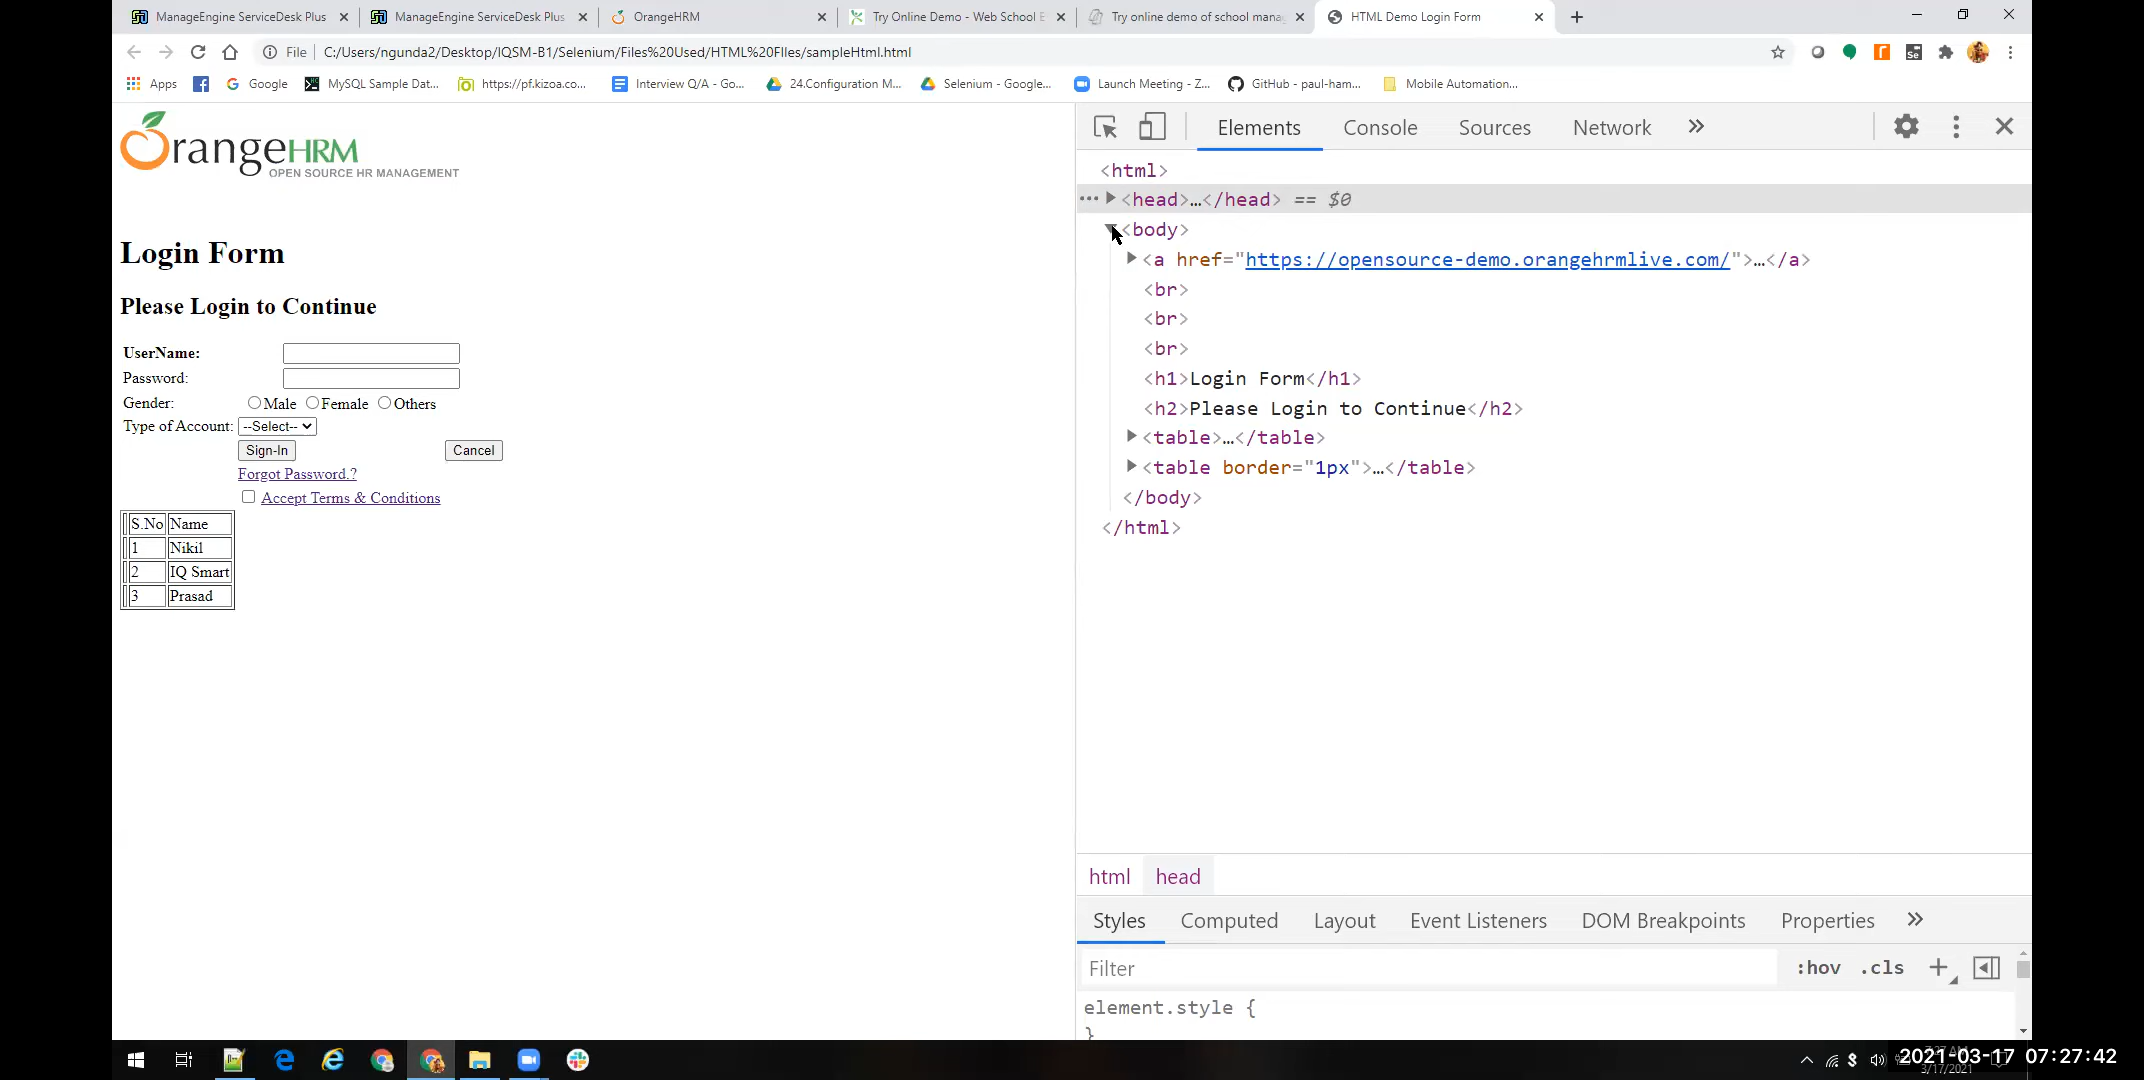 ManageEngine ServiceDesk Plus
ManageEngine ServiceDesk Plus
OrangeHRM
Try Online Demo - Web School E
Try online demo of school mana
HTML Demo Login Form
File C:/Users/ngunda2/Desktop/IQSM-B1/Selenium/Files%20Used/HTML%20FIles/sampleHtml.html
Apps
Google
MySQL Sample Dat...
https://pf.kizoa.co...
Interview Q/A - Go...
24.Configuration M...
Selenium - Google...
Launch Meeting - Z...
GitHub - paul-ham...
Mobile Automation...
OrangeHRM
OPEN SOURCE HR MANAGEMENT
Login Form
Please Login to Continue
UserName:
Password:
Gender: Male Female Others
Type of Account: --Select--
Sign-In Cancel
Forgot Password.?
Accept Terms & Conditions
S.No Name
1 Nikil
2 IQ Smart
3 Prasad
Elements Console Sources Network »
<html>
<head>…</head> == $0
<body>
<a href="https://opensource-demo.orangehrmlive.com/">…</a>
<br>
<br>
<br>
<h1>Login Form</h1>
<h2>Please Login to Continue</h2>
<table>…</table>
<table border="1px">…</table>
</body>
</html>
html head
Styles Computed Layout Event Listeners DOM Breakpoints Properties »
Filter :hov .cls +
element.style {
}
2021-03-17 07:27:42
3/17/2021